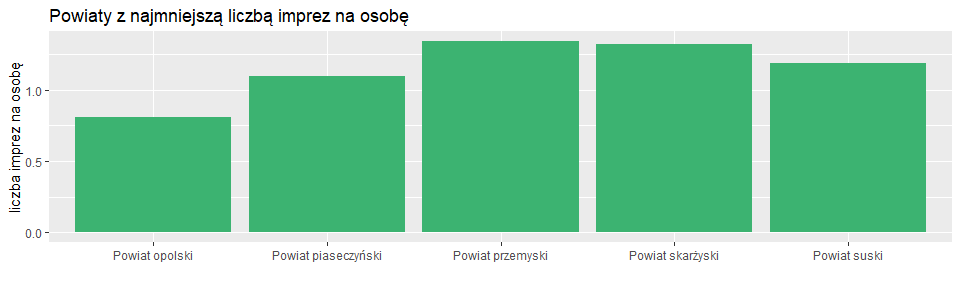 Powiaty z najmniejszą liczbą imprez na osobę
liczba imprez na osobę
1.0
0.5
0.0
Powiat opolski
Powiat piaseczyński
Powiat przemyski
Powiat skarżyski
Powiat suski